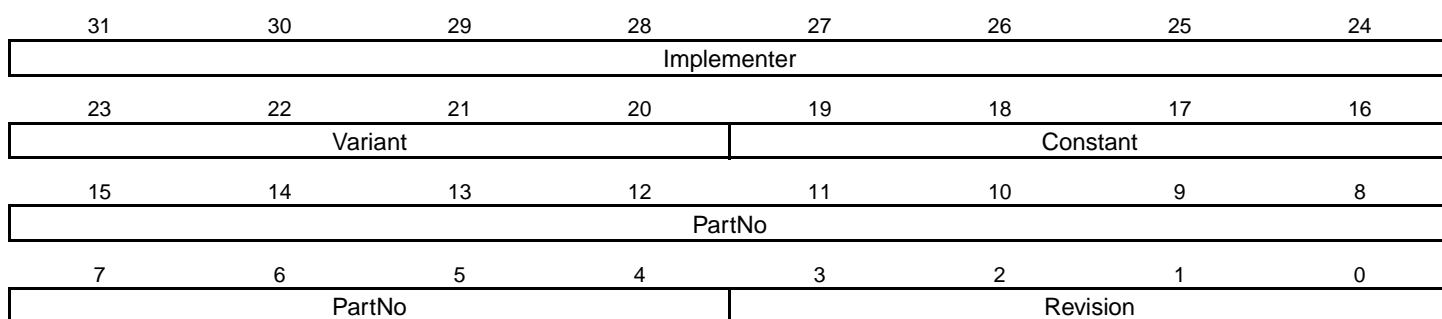 31 30 29 28 27 26 25 24
Implementer
23 22 21 20 19 18 17 16
Variant Constant
15 14 13 12 11 10 9 8
PartNo
7 6 5 4 3 2 1 0
PartNo Revision